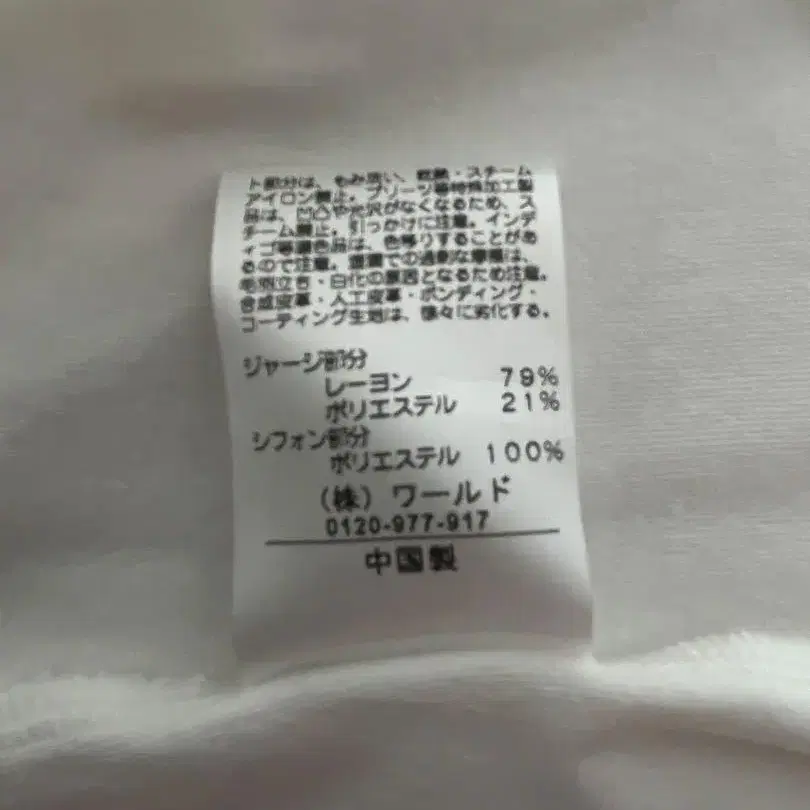 ト部分は、もみ洗い、乾熱・スチーム
アイロン禁止。プリーツ等特殊加工製
品は、凹凸や光沢がなくなるため、ス
チーム禁止。引っかけに注意。インデ
ィゴ等濃色品は、色移りすることがあ
るので注意。着用での過剰な摩擦は、
毛羽立ち・白化の原因となるため注意。
合成皮革・人工皮革・ボンディング・
コーティング生地は、徐々に劣化する。
ジャージ部分
レーヨン 79%
ポリエステル 21%
シフォン部分
ポリエステル 100%
(株) ワールド
0120-977-917
中国製